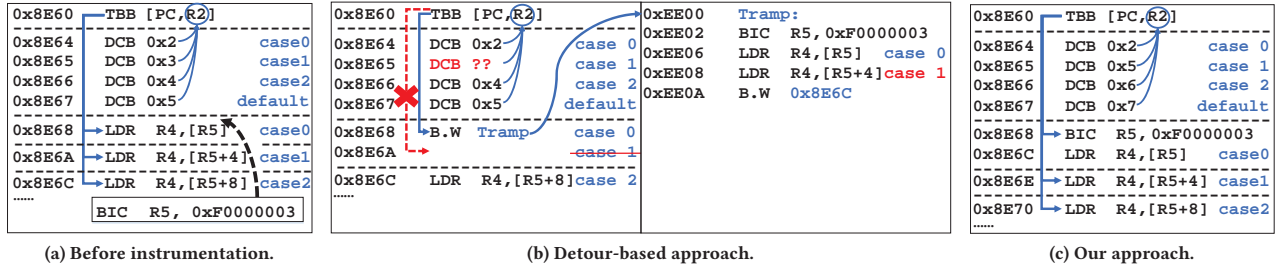 0x8E60 TBB [PC,R2]
0x8E64 DCB 0x2 case0
0x8E65 DCB 0x3 case1
0x8E66 DCB 0x4 case2
0x8E67 DCB 0x5 default
0x8E68 LDR R4,[R5] case0
0x8E6A LDR R4,[R5+4] case1
0x8E6C LDR R4,[R5+8] case2
......
BIC R5, 0xF0000003
(a) Before instrumentation.
0x8E60 TBB [PC,R2]
0x8E64 DCB 0x2 case 0
0x8E65 DCB ?? case 1
0x8E66 DCB 0x4 case 2
0x8E67 DCB 0x5 default
0x8E68 B.W Tramp case 0
0x8E6A case 1
0x8E6C LDR R4,[R5+8] case 2
......
0xEE00 Tramp:
0xEE02 BIC R5,0xF0000003
0xEE06 LDR R4,[R5] case 0
0xEE08 LDR R4,[R5+4] case 1
0xEE0A B.W 0x8E6C
(b) Detour-based approach.
0x8E60 TBB [PC,R2]
0x8E64 DCB 0x2 case 0
0x8E65 DCB 0x5 case 1
0x8E66 DCB 0x6 case 2
0x8E67 DCB 0x7 default
0x8E68 BIC R5,0xF0000003
0x8E6C LDR R4,[R5] case0
0x8E6E LDR R4,[R5+4] case1
0x8E70 LDR R4,[R5+8] case2
......
(c) Our approach.